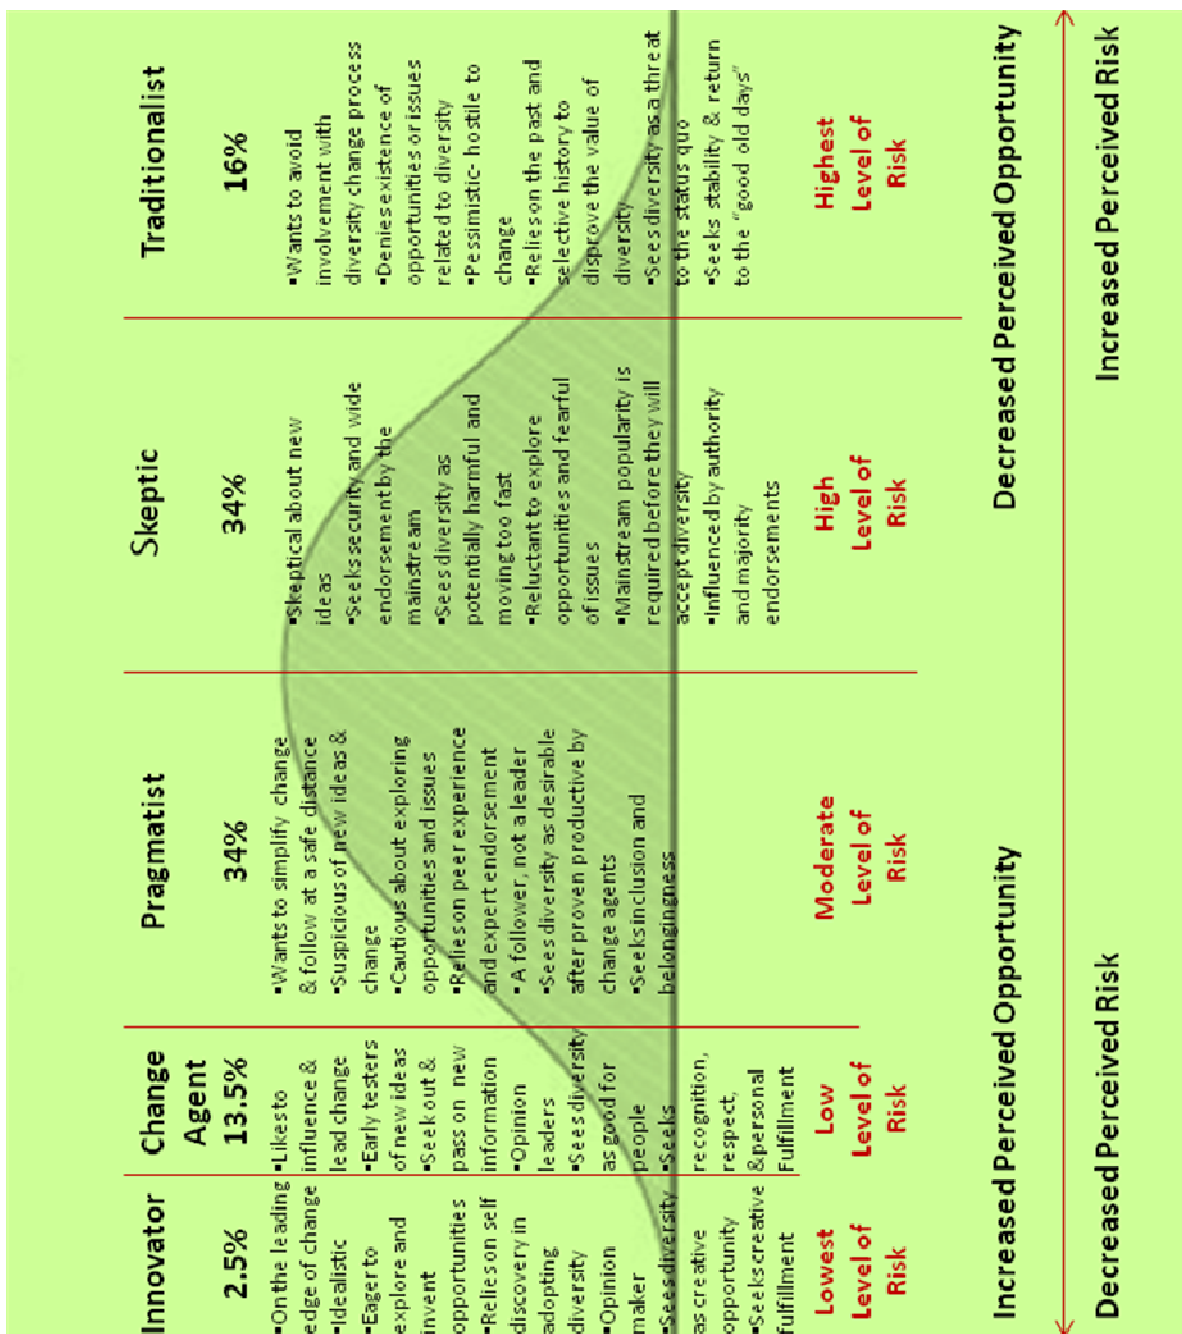 Innovator
2.5%
▪On the leading
edge of change
▪Idealistic
▪Eager to
explore and
invent
opportunities
▪Relies on self
discovery in
adopting
diversity
▪Opinion
maker
▪Sees diversity
as creative
opportunity
▪Seeks creative
fulfillment
Lowest
Level of
Risk
Change
Agent
13.5%
▪Likes to
influence &
lead change
▪Early testers
of new ideas
▪Seek out &
pass on new
information
▪Opinion
leaders
▪Sees diversity
as good for
people
▪Seeks
recognition,
respect,
&personal
Fulfillment
Low
Level of
Risk
Pragmatist
34%
▪Wants to simplify change
& follow at a safe distance
▪Suspicious of new ideas &
change
▪Cautious about exploring
opportunities and issues
▪Relies on peer experience
and expert endorsement
▪A follower, not a leader
▪Sees diversity as desirable
after proven productive by
change agents
▪Seeks inclusion and
belongingness
Moderate
Level of
Risk
Skeptic
34%
▪Skeptical about new
ideas
▪Seeks security and wide
endorsement by the
mainstream
▪Sees diversity as
potentially harmful and
moving too fast
▪Reluctant to explore
opportunities and fearful
of issues
▪Mainstream popularity is
required before they will
accept diversity
▪Influenced by authority
and majority
endorsements
High
Level of
Risk
Traditionalist
16%
▪Wants to avoid
involvement with
diversity change process
▪Denies existence of
opportunities or issues
related to diversity
▪Pessimistic- hostile to
change
▪Relies on the past and
selective history to
disprove the value of
diversity
▪Sees diversity as a threat
to the status quo
▪Seeks stability & return
to the "good old days"
Highest
Level of
Risk
Increased Perceived Opportunity
Decreased Perceived Opportunity
Decreased Perceived Risk
Increased Perceived Risk